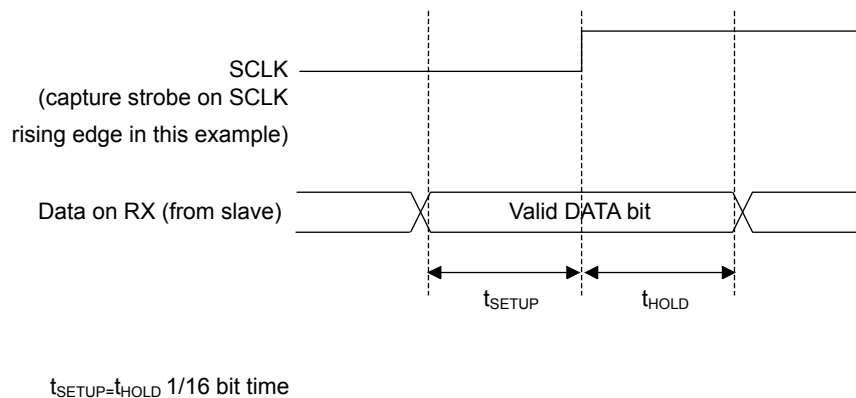 SCLK
(capture strobe on SCLK
rising edge in this example)
Data on RX (from slave)
Valid DATA bit
tSETUP
tHOLD
tSETUP=tHOLD 1/16 bit time